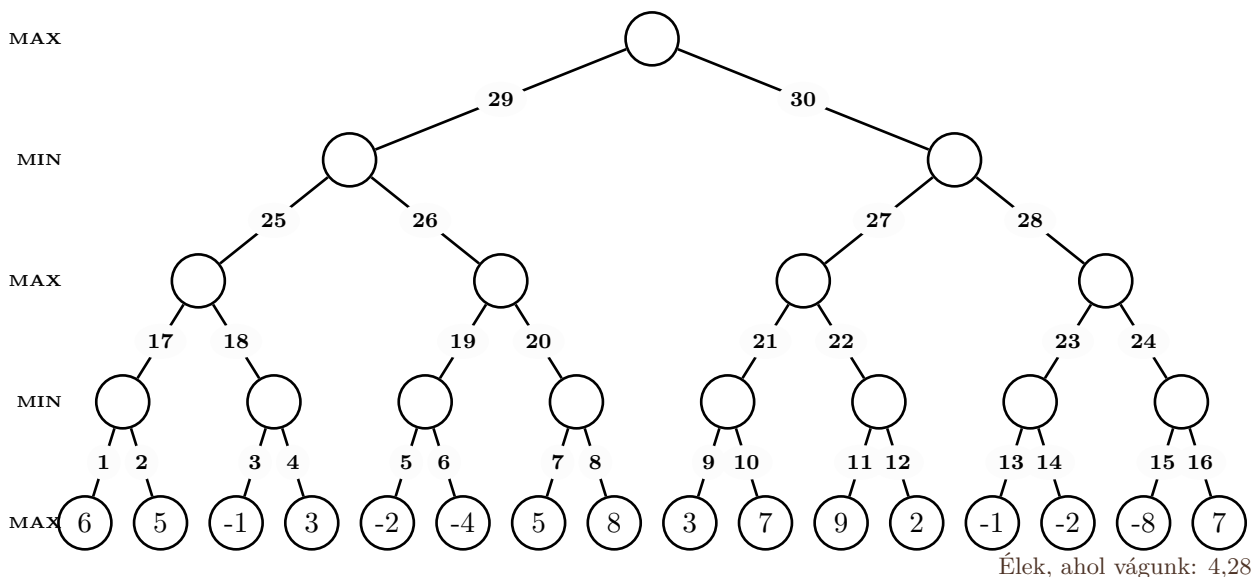 MAX
29 30
MIN
25 26 27 28
MAX
17 18 19 20 21 22 23 24
MIN
1 2 3 4 5 6 7 8 9 10 11 12 13 14 15 16
MAX 6 5 -1 3 -2 -4 5 8 3 7 9 2 -1 -2 -8 7
Élek, ahol vágunk: 4,28